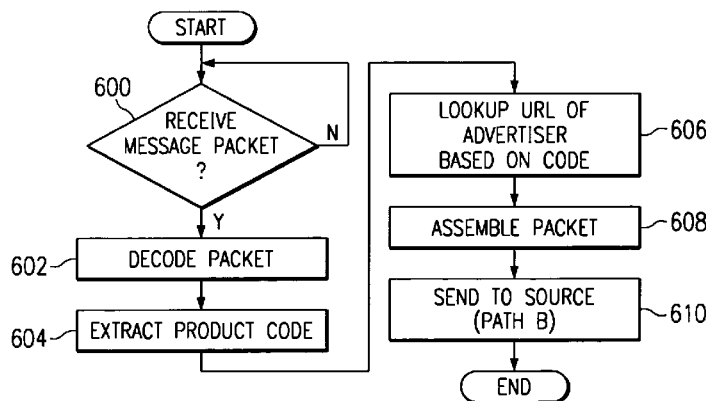 START
600
RECEIVE
MESSAGE PACKET
?
N
Y
602
DECODE PACKET
604
EXTRACT PRODUCT CODE
LOOKUP URL OF
ADVERTISER
BASED ON CODE
606
ASSEMBLE PACKET
608
SEND TO SOURCE
(PATH B)
610
END